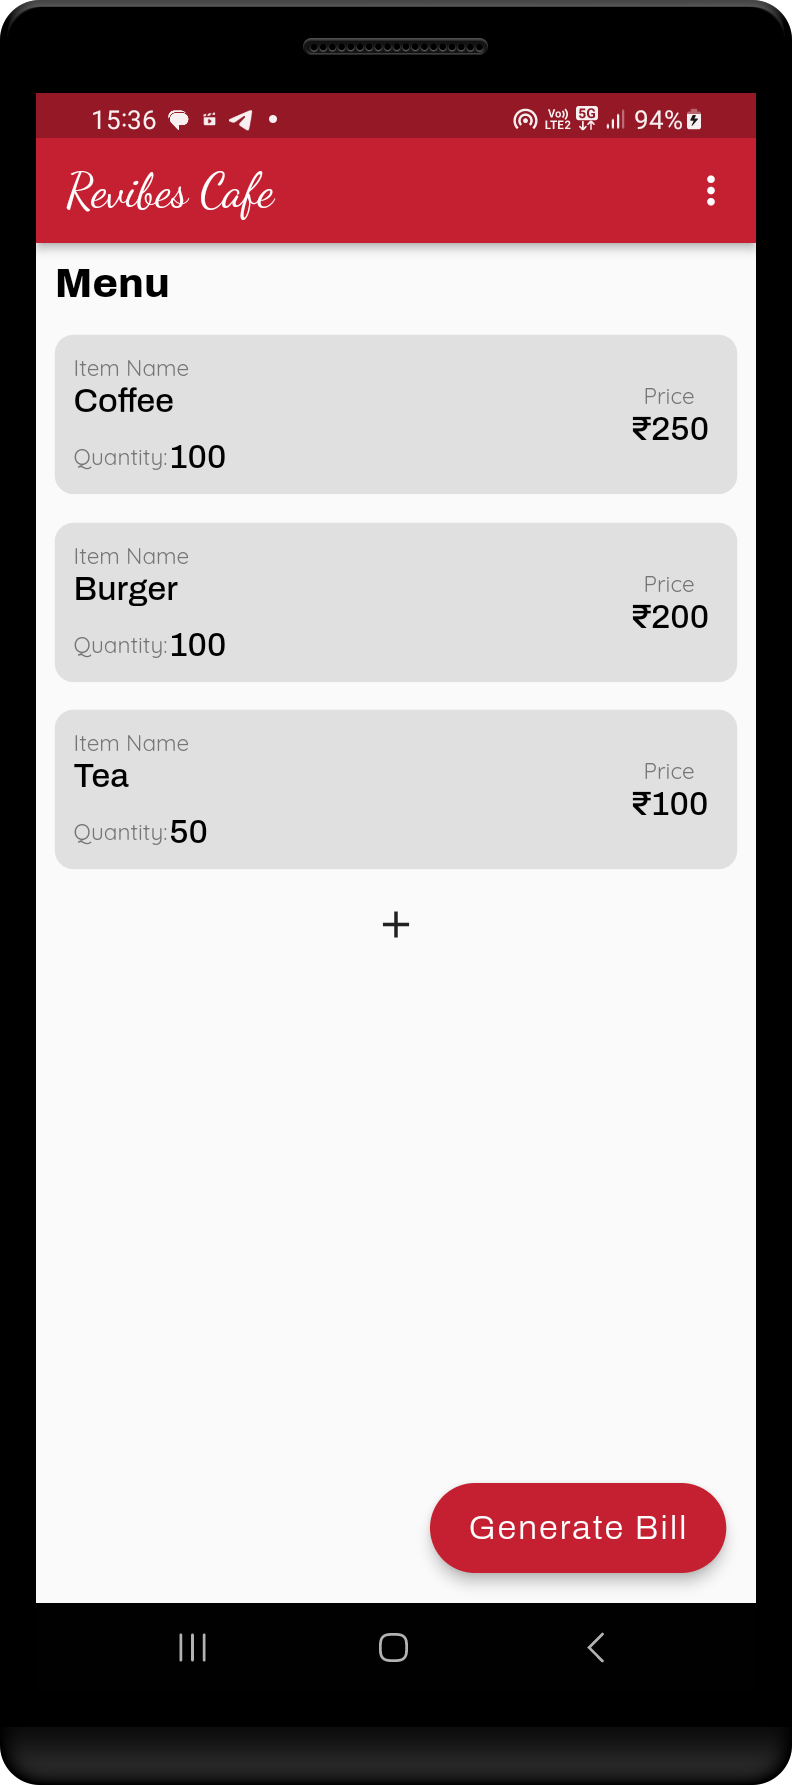 15:36 Vo) LTE2 5G 94%
Revibes Cafe
Menu
Item Name
Coffee
Price
₹250
Quantity: 100
Item Name
Burger
Price
₹200
Quantity: 100
Item Name
Tea
Price
₹100
Quantity: 50
+
Generate Bill